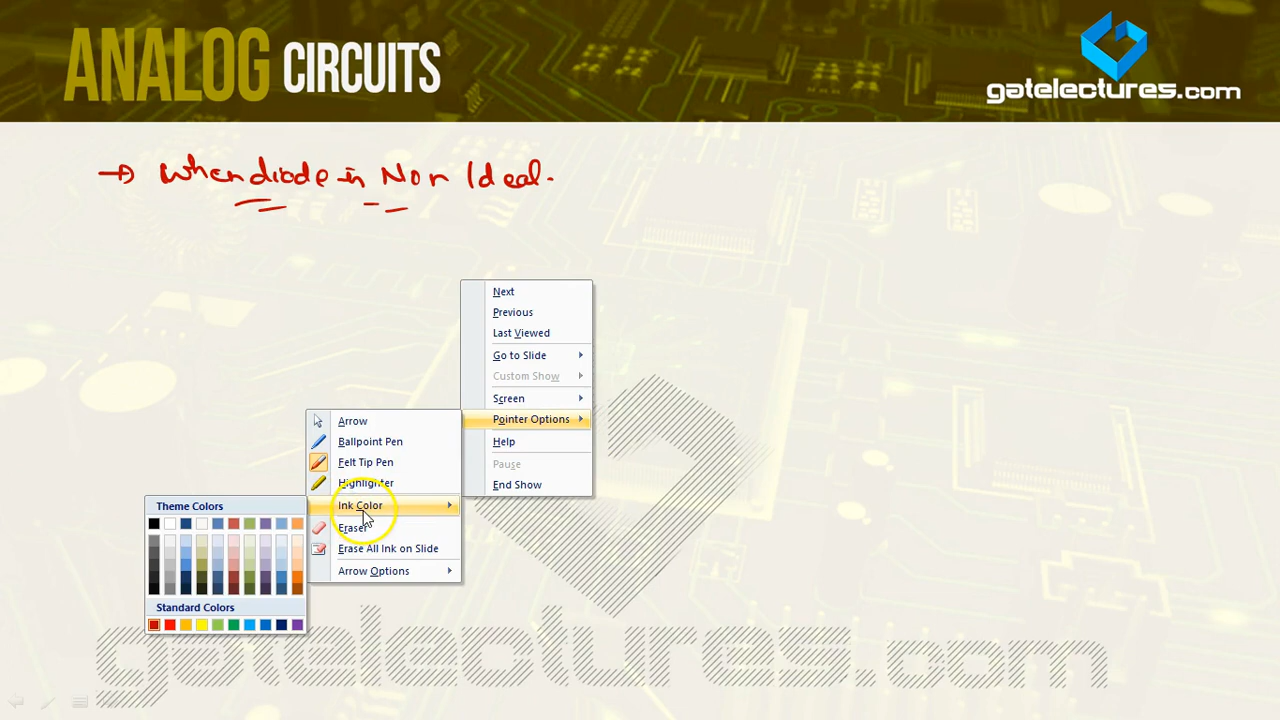 ANALOG CIRCUITS
gatelectures.com
→ When diode in Non Ideal.
Next
Previous
Last Viewed
Go to Slide
Custom Show
Screen
Pointer Options
Help
Pause
End Show
Arrow
Ballpoint Pen
Felt Tip Pen
Highlighter
Ink Color
Eraser
Erase All Ink on Slide
Arrow Options
Theme Colors
Standard Colors
gatelectures.com